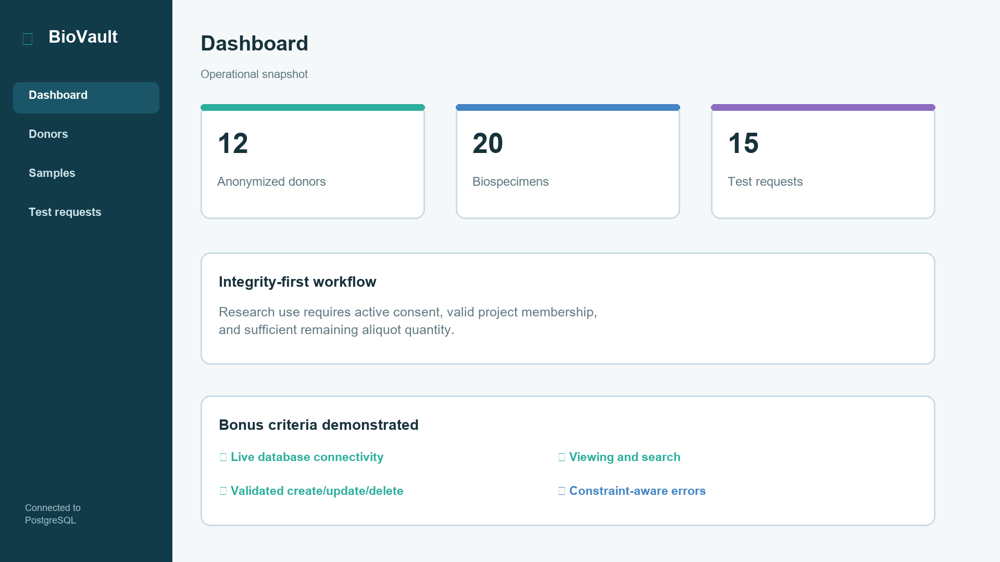 BioVault
Dashboard
Donors
Samples
Test requests
Connected to
PostgreSQL
Dashboard
Operational snapshot
12
Anonymized donors
20
Biospecimens
15
Test requests
Integrity-first workflow
Research use requires active consent, valid project membership,
and sufficient remaining aliquot quantity.
Bonus criteria demonstrated
Live database connectivity
Viewing and search
Validated create/update/delete
Constraint-aware errors